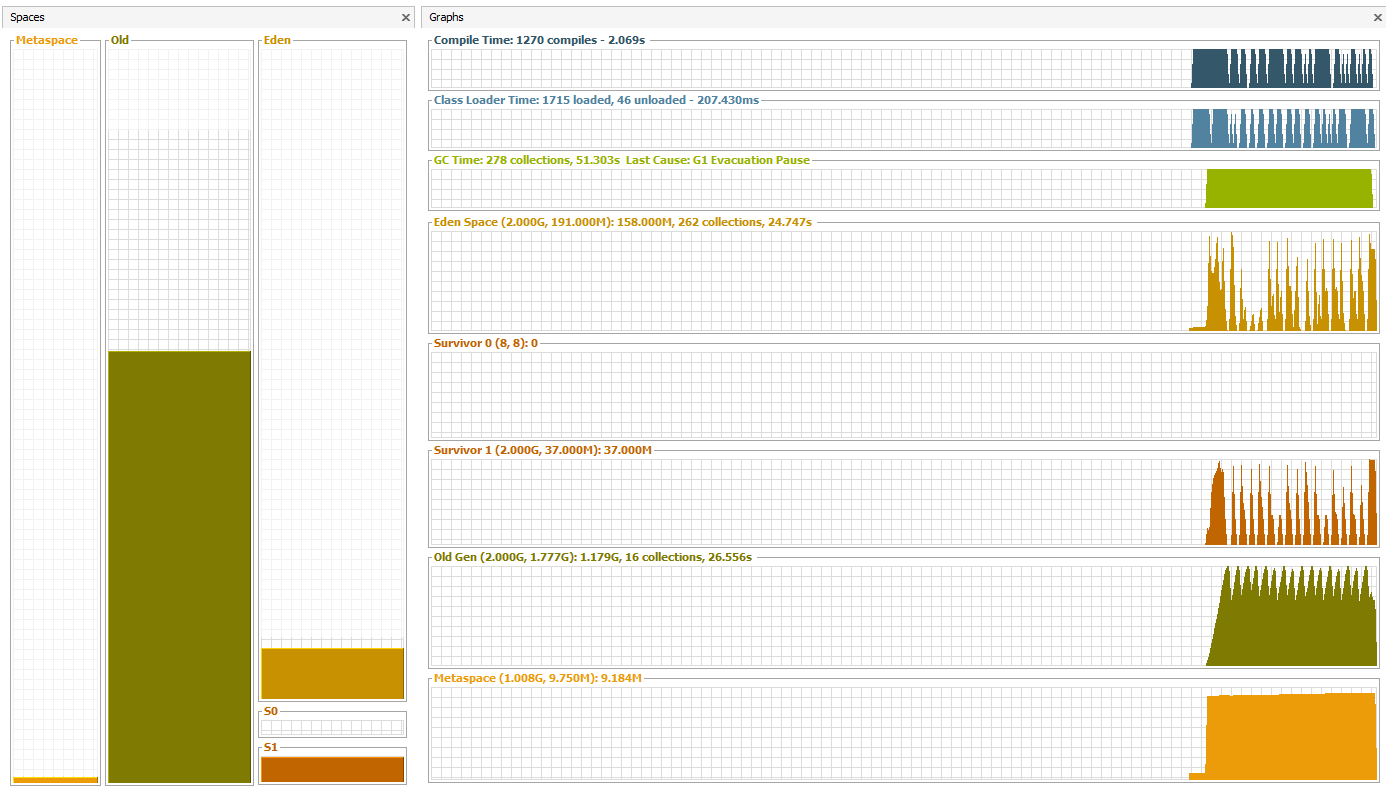 Spaces
Metaspace
Old
Eden
S0
S1
Graphs
Compile Time: 1270 compiles - 2.069s
Class Loader Time: 1715 loaded, 46 unloaded - 207.430ms
GC Time: 278 collections, 51.303s  Last Cause: G1 Evacuation Pause
Eden Space (2.000G, 191.000M): 158.000M, 262 collections, 24.747s
Survivor 0 (8, 8): 0
Survivor 1 (2.000G, 37.000M): 37.000M
Old Gen (2.000G, 1.777G): 1.179G, 16 collections, 26.556s
Metaspace (1.008G, 9.750M): 9.184M